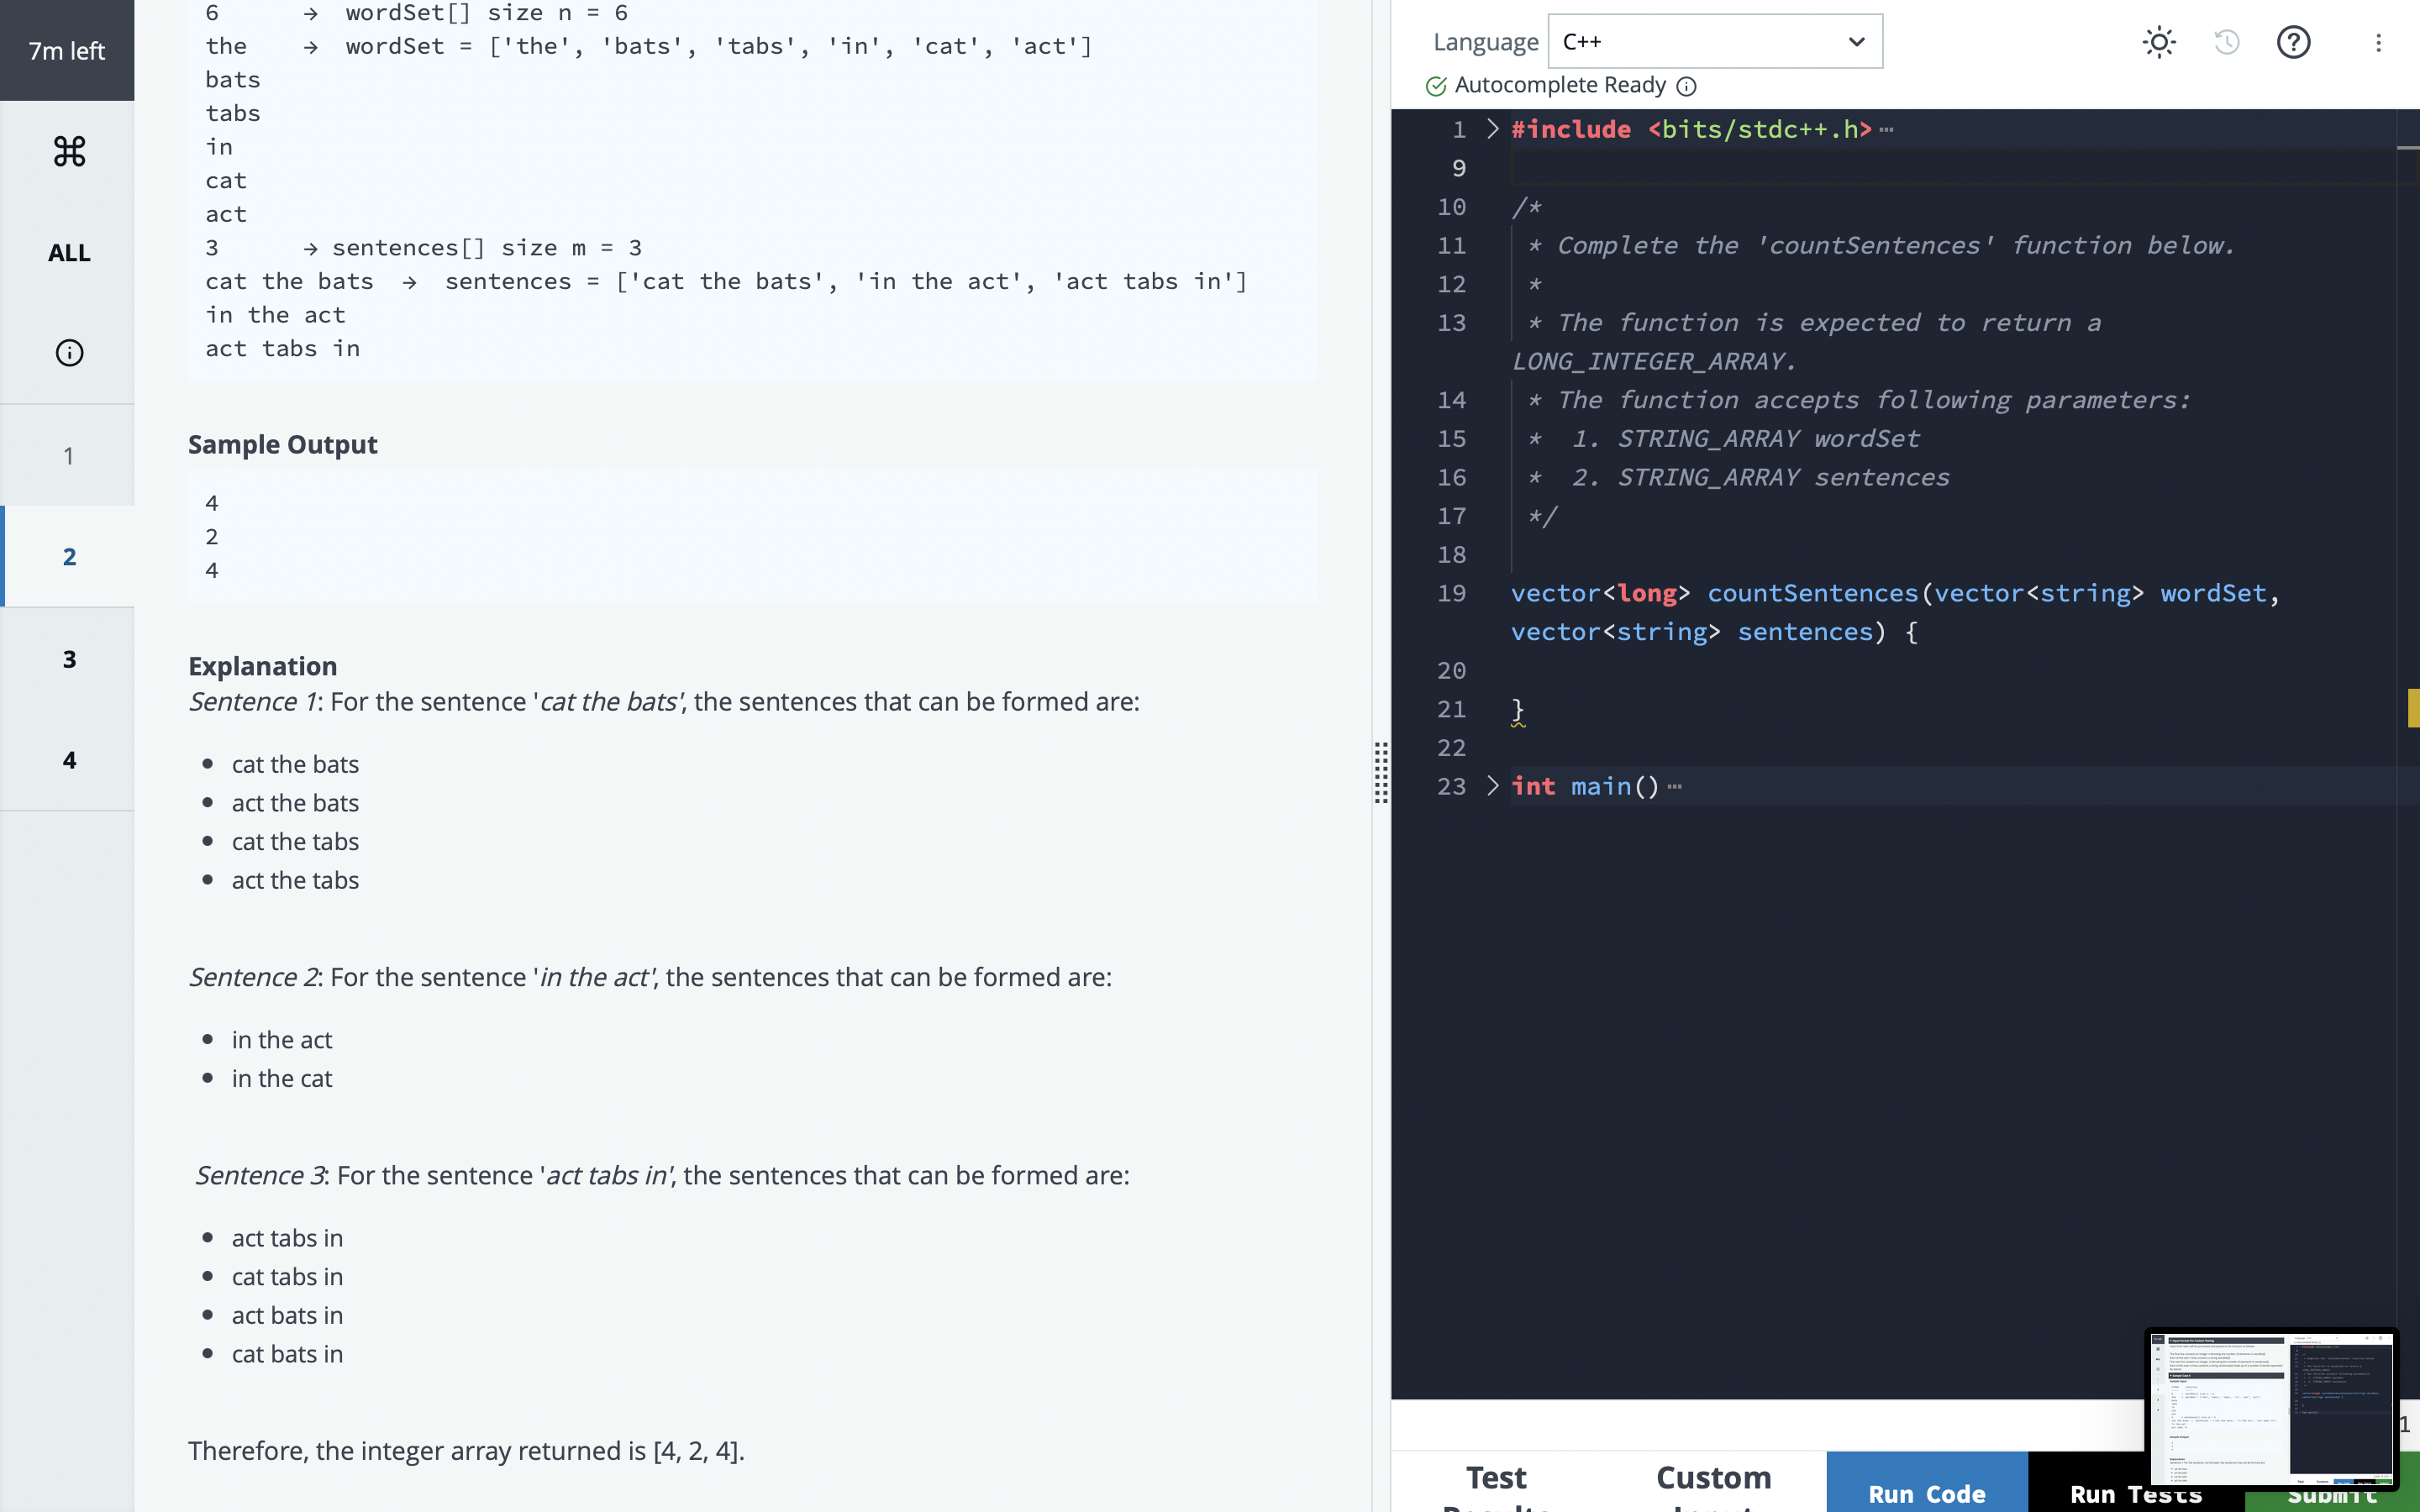 7m left
ALL
1
2
3
4
6 → wordSet[] size n = 6
the → wordSet = ['the', 'bats', 'tabs', 'in', 'cat', 'act']
bats
tabs
in
cat
act
3 → sentences[] size m = 3
cat the bats → sentences = ['cat the bats', 'in the act', 'act tabs in']
in the act
act tabs in
Sample Output
4
2
4
Explanation
Sentence 1: For the sentence 'cat the bats', the sentences that can be formed are:
• cat the bats
• act the bats
• cat the tabs
• act the tabs
Sentence 2: For the sentence 'in the act', the sentences that can be formed are:
• in the act
• in the cat
Sentence 3: For the sentence 'act tabs in', the sentences that can be formed are:
• act tabs in
• cat tabs in
• act bats in
• cat bats in
Therefore, the integer array returned is [4, 2, 4].
Language C++
Autocomplete Ready
1 #include <bits/stdc++.h>
9
10 /*
11 * Complete the 'countSentences' function below.
12 *
13 * The function is expected to return a
LONG_INTEGER_ARRAY.
14 * The function accepts following parameters:
15 * 1. STRING_ARRAY wordSet
16 * 2. STRING_ARRAY sentences
17 */
18
19 vector<long> countSentences(vector<string> wordSet,
vector<string> sentences) {
20
21 }
22
23 int main()
1
Test
Results
Custom
Input
Run Code
Run Tests
Submit